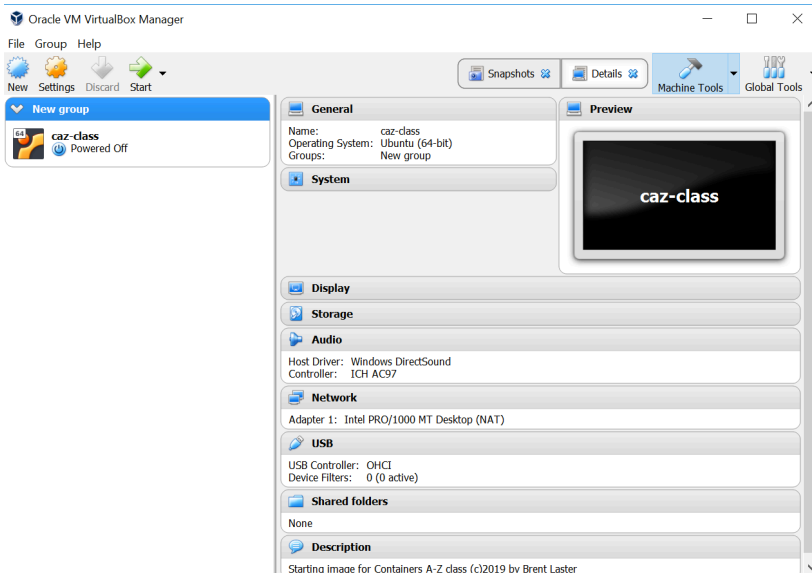 Oracle VM VirtualBox Manager
File Group Help
New Settings Discard Start
Snapshots Details Machine Tools Global Tools
New group
64 caz-class
Powered Off
General
Name: caz-class
Operating System: Ubuntu (64-bit)
Groups: New group
System
Preview
caz-class
Display
Storage
Audio
Host Driver: Windows DirectSound
Controller: ICH AC97
Network
Adapter 1: Intel PRO/1000 MT Desktop (NAT)
USB
USB Controller: OHCI
Device Filters: 0 (0 active)
Shared folders
None
Description
Starting image for Containers A-Z class (c)2019 by Brent Laster